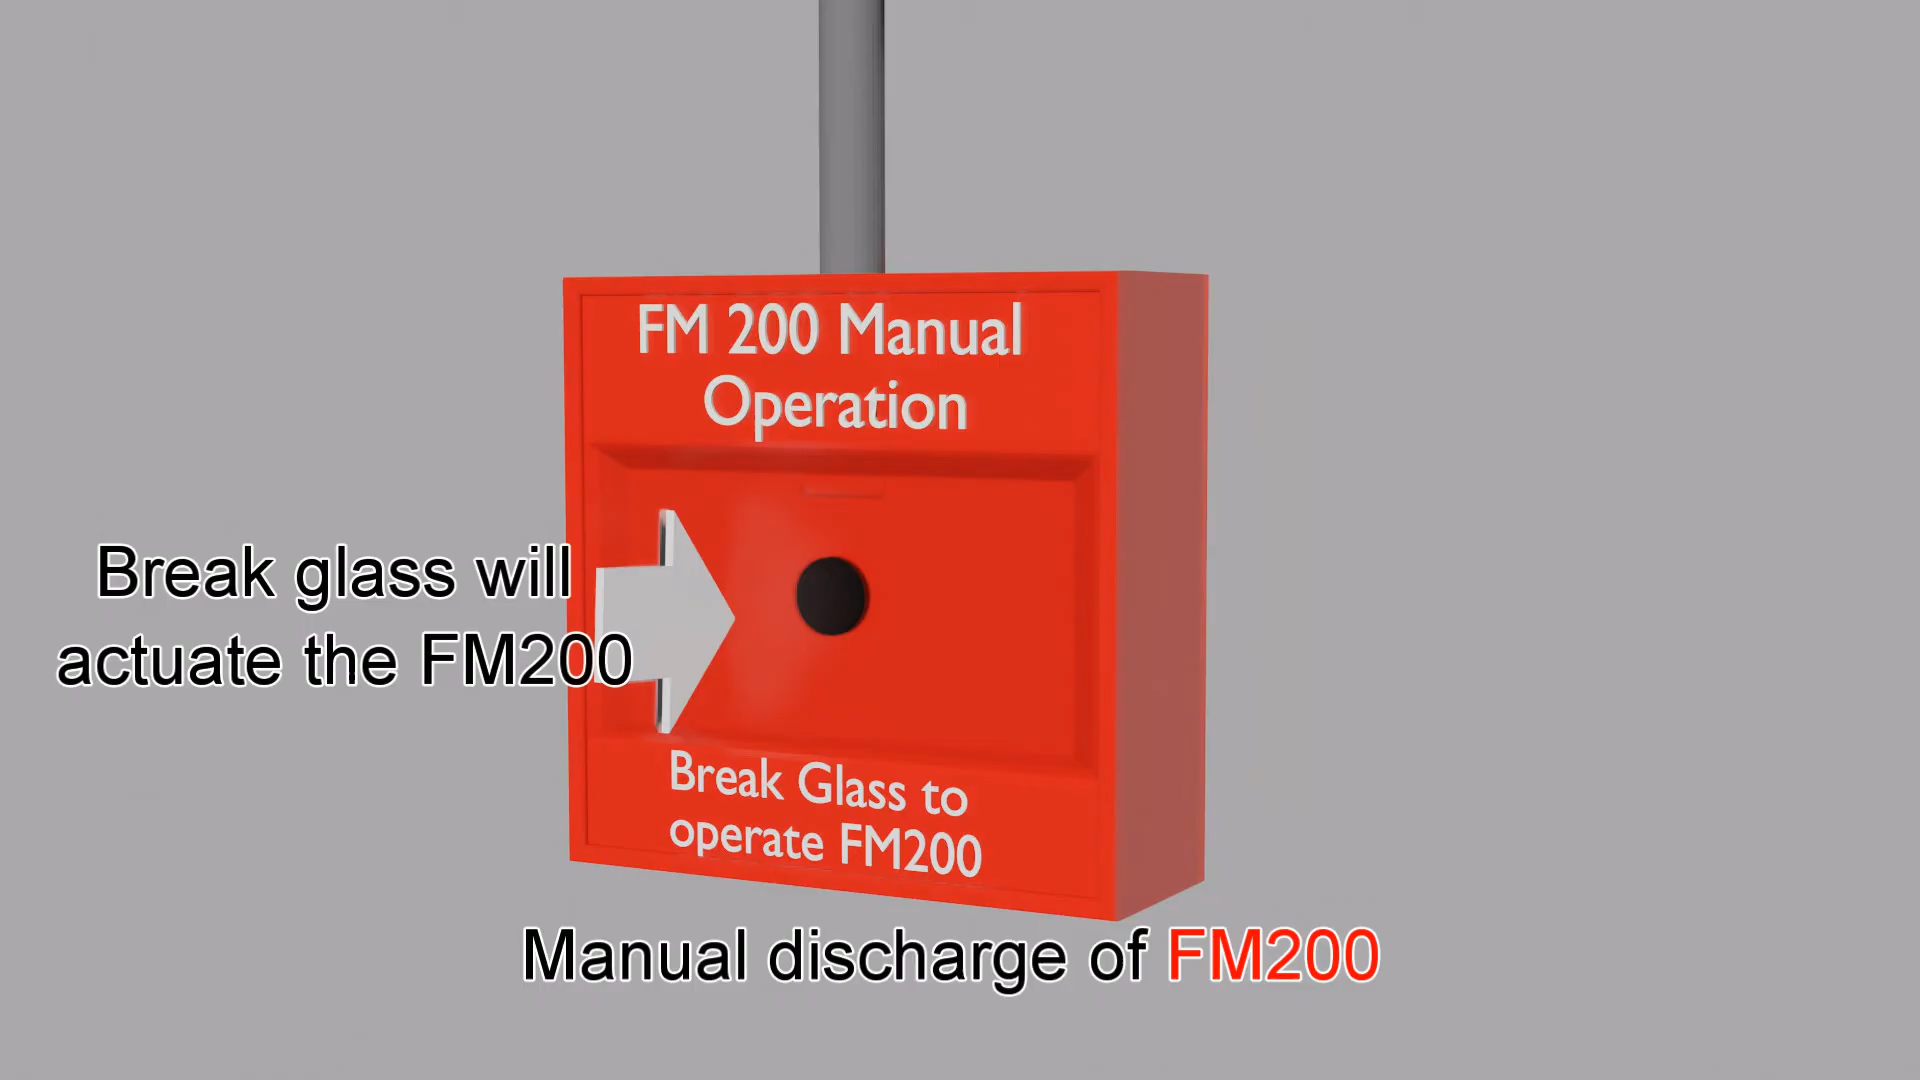 FM 200 Manual
Operation
Break glass will
actuate the FM200
Break Glass to
operate FM200
Manual discharge of FM200